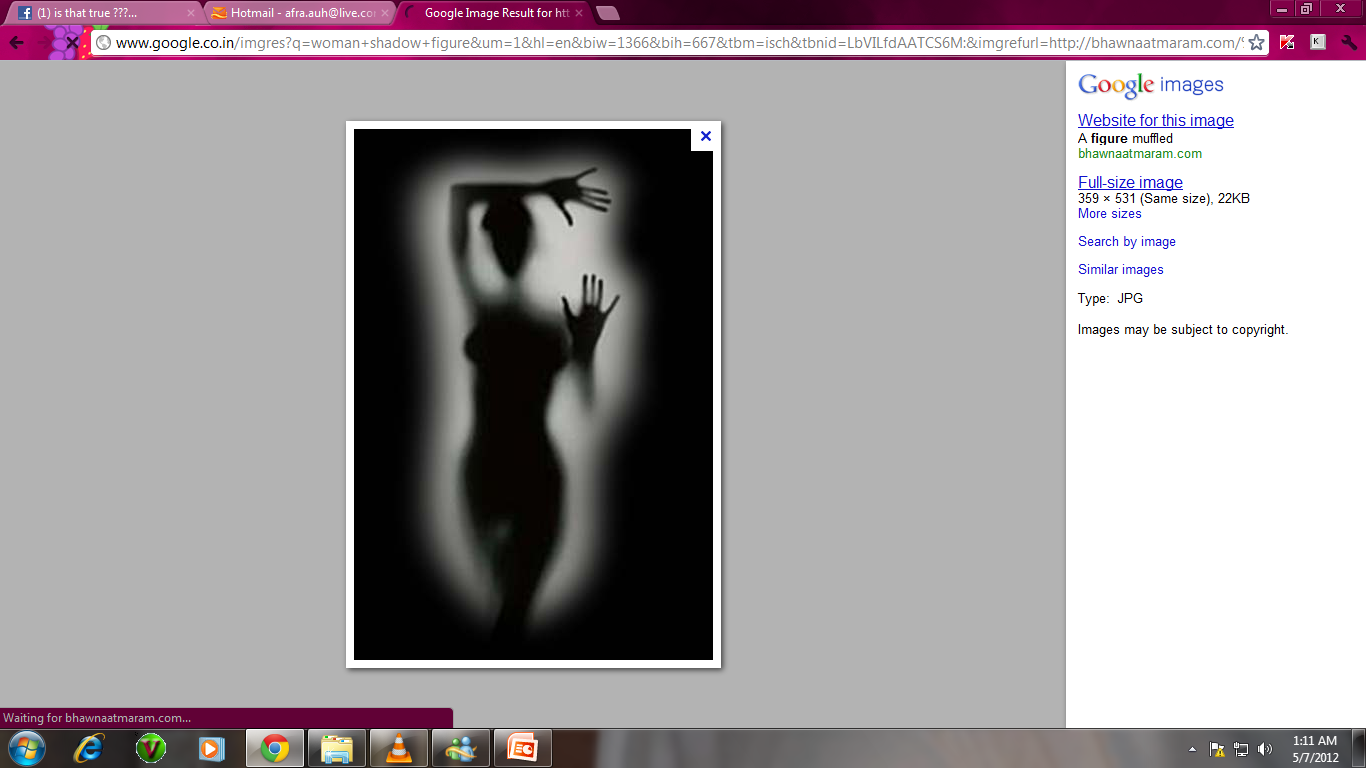 (1) is that true ???...
Hotmail - afra.auh@live.co
Google Image Result for htt
www.google.co.in/imgres?q=woman+shadow+figure&um=1&hl=en&biw=1366&bih=667&tbm=isch&tbnid=LbVILfdAATCS6M:&imgrefurl=http://bhawnaatmaram.com/
Google images
Website for this image
A figure muffled
bhawnaatmaram.com
Full-size image
359 × 531 (Same size), 22KB
More sizes
Search by image
Similar images
Type: JPG
Images may be subject to copyright.
Waiting for bhawnaatmaram.com...
1:11 AM
5/7/2012